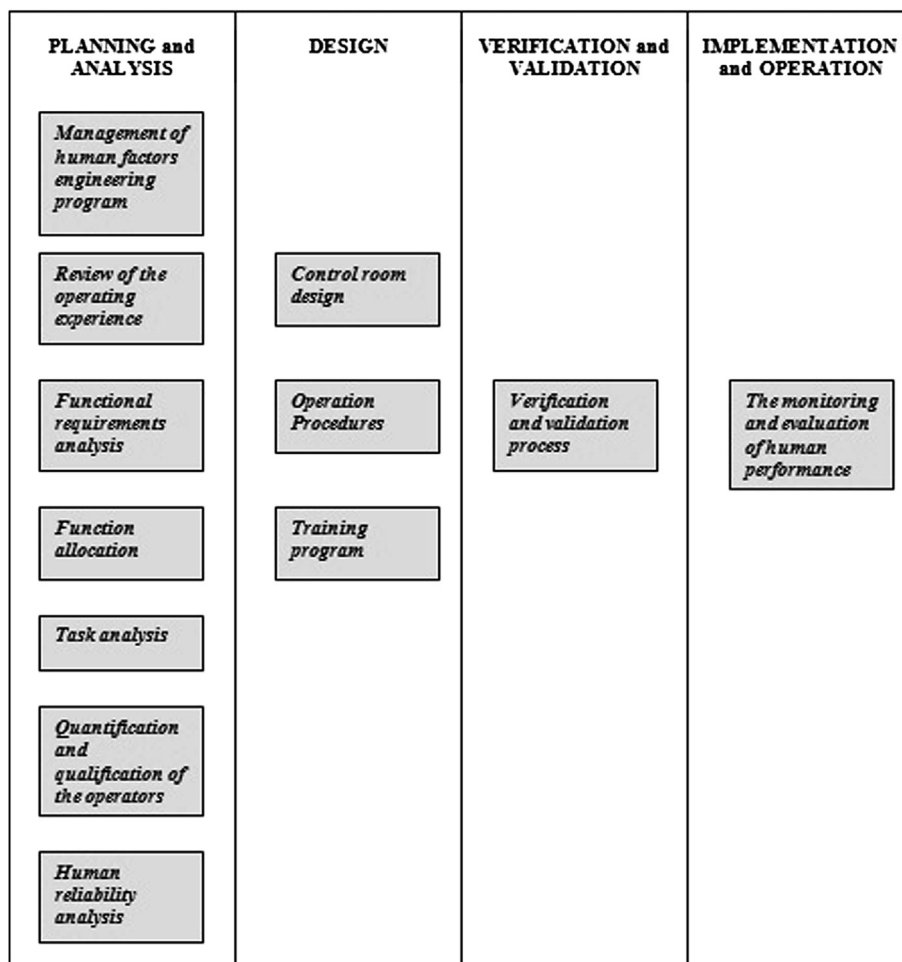 PLANNING and
ANALYSIS
Management of
human factors
engineering
program
Review of the
operating
experience
Functional
requirements
analysis
Function
allocation
Task analysis
Quantification
and
qualification of
the operators
Human
reliability
analysis
DESIGN
Control room
design
Operation
Procedures
Training
program
VERIFICATION and
VALIDATION
Verification
and validation
process
IMPLEMENTATION
and OPERATION
The monitoring
and evaluation
of human
performance